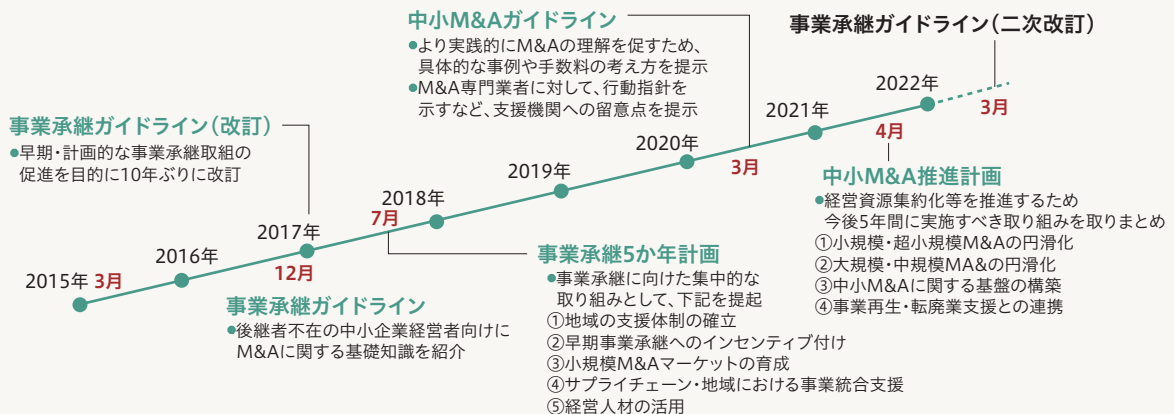 中小M&Aガイドライン
●より実践的にM&Aの理解を促すため、
具体的な事例や手数料の考え方を提示
●M&A専門業者に対して、行動指針を
示すなど、支援機関への留意点を提示
事業承継ガイドライン(二次改訂)
事業承継ガイドライン(改訂)
●早期・計画的な事業承継取組の
促進を目的に10年ぶりに改訂
2015年 3月
2016年
2017年
12月
7月
2018年
2019年
2020年
3月
2021年
2022年
4月
3月
事業承継ガイドライン
●後継者不在の中小企業経営者向けに
M&Aに関する基礎知識を紹介
事業承継5か年計画
●事業承継に向けた集中的な
取り組みとして、下記を提起
①地域の支援体制の確立
②早期事業承継へのインセンティブ付け
③小規模M&Aマーケットの育成
④サプライチェーン・地域における事業統合支援
⑤経営人材の活用
中小M&A推進計画
●経営資源集約化等を推進するため
今後5年間に実施すべき取り組みを取りまとめ
①小規模・超小規模M&Aの円滑化
②大規模・中規模MA&の円滑化
③中小M&Aに関する基盤の構築
④事業再生・転廃業支援との連携